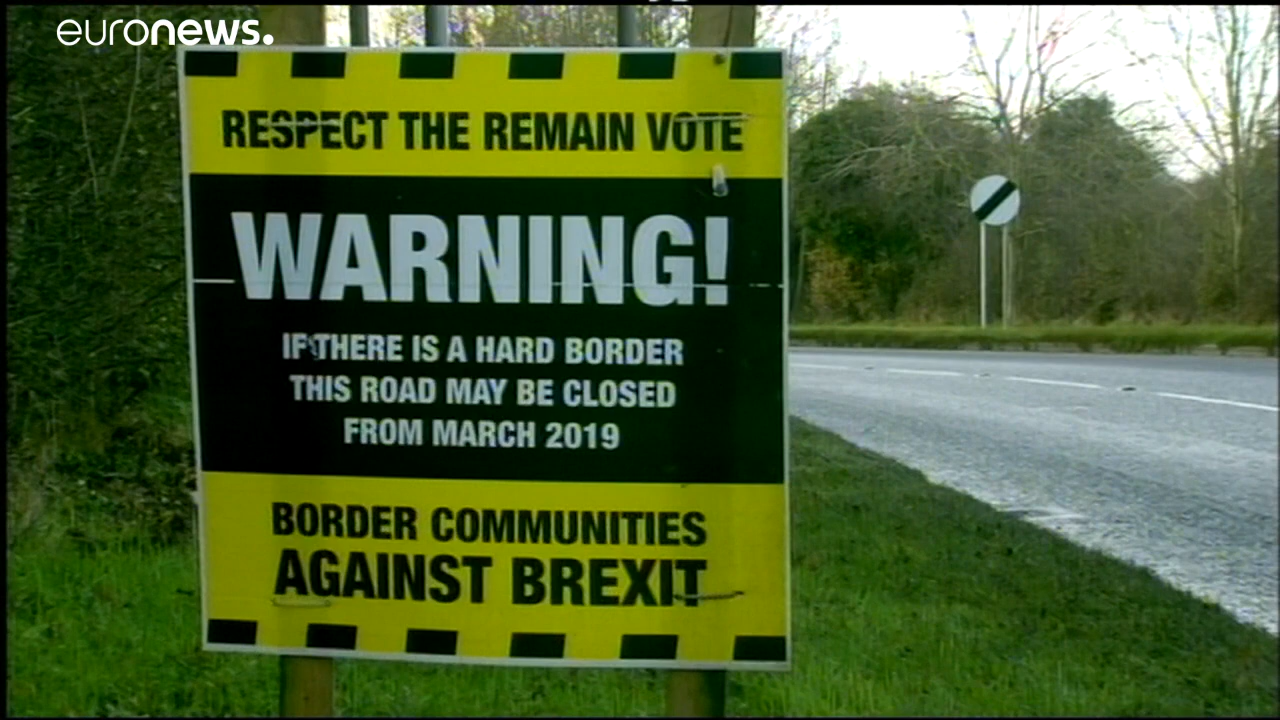 euronews.
RESPECT THE REMAIN VOTE
WARNING!
IF THERE IS A HARD BORDER
THIS ROAD MAY BE CLOSED
FROM MARCH 2019
BORDER COMMUNITIES
AGAINST BREXIT